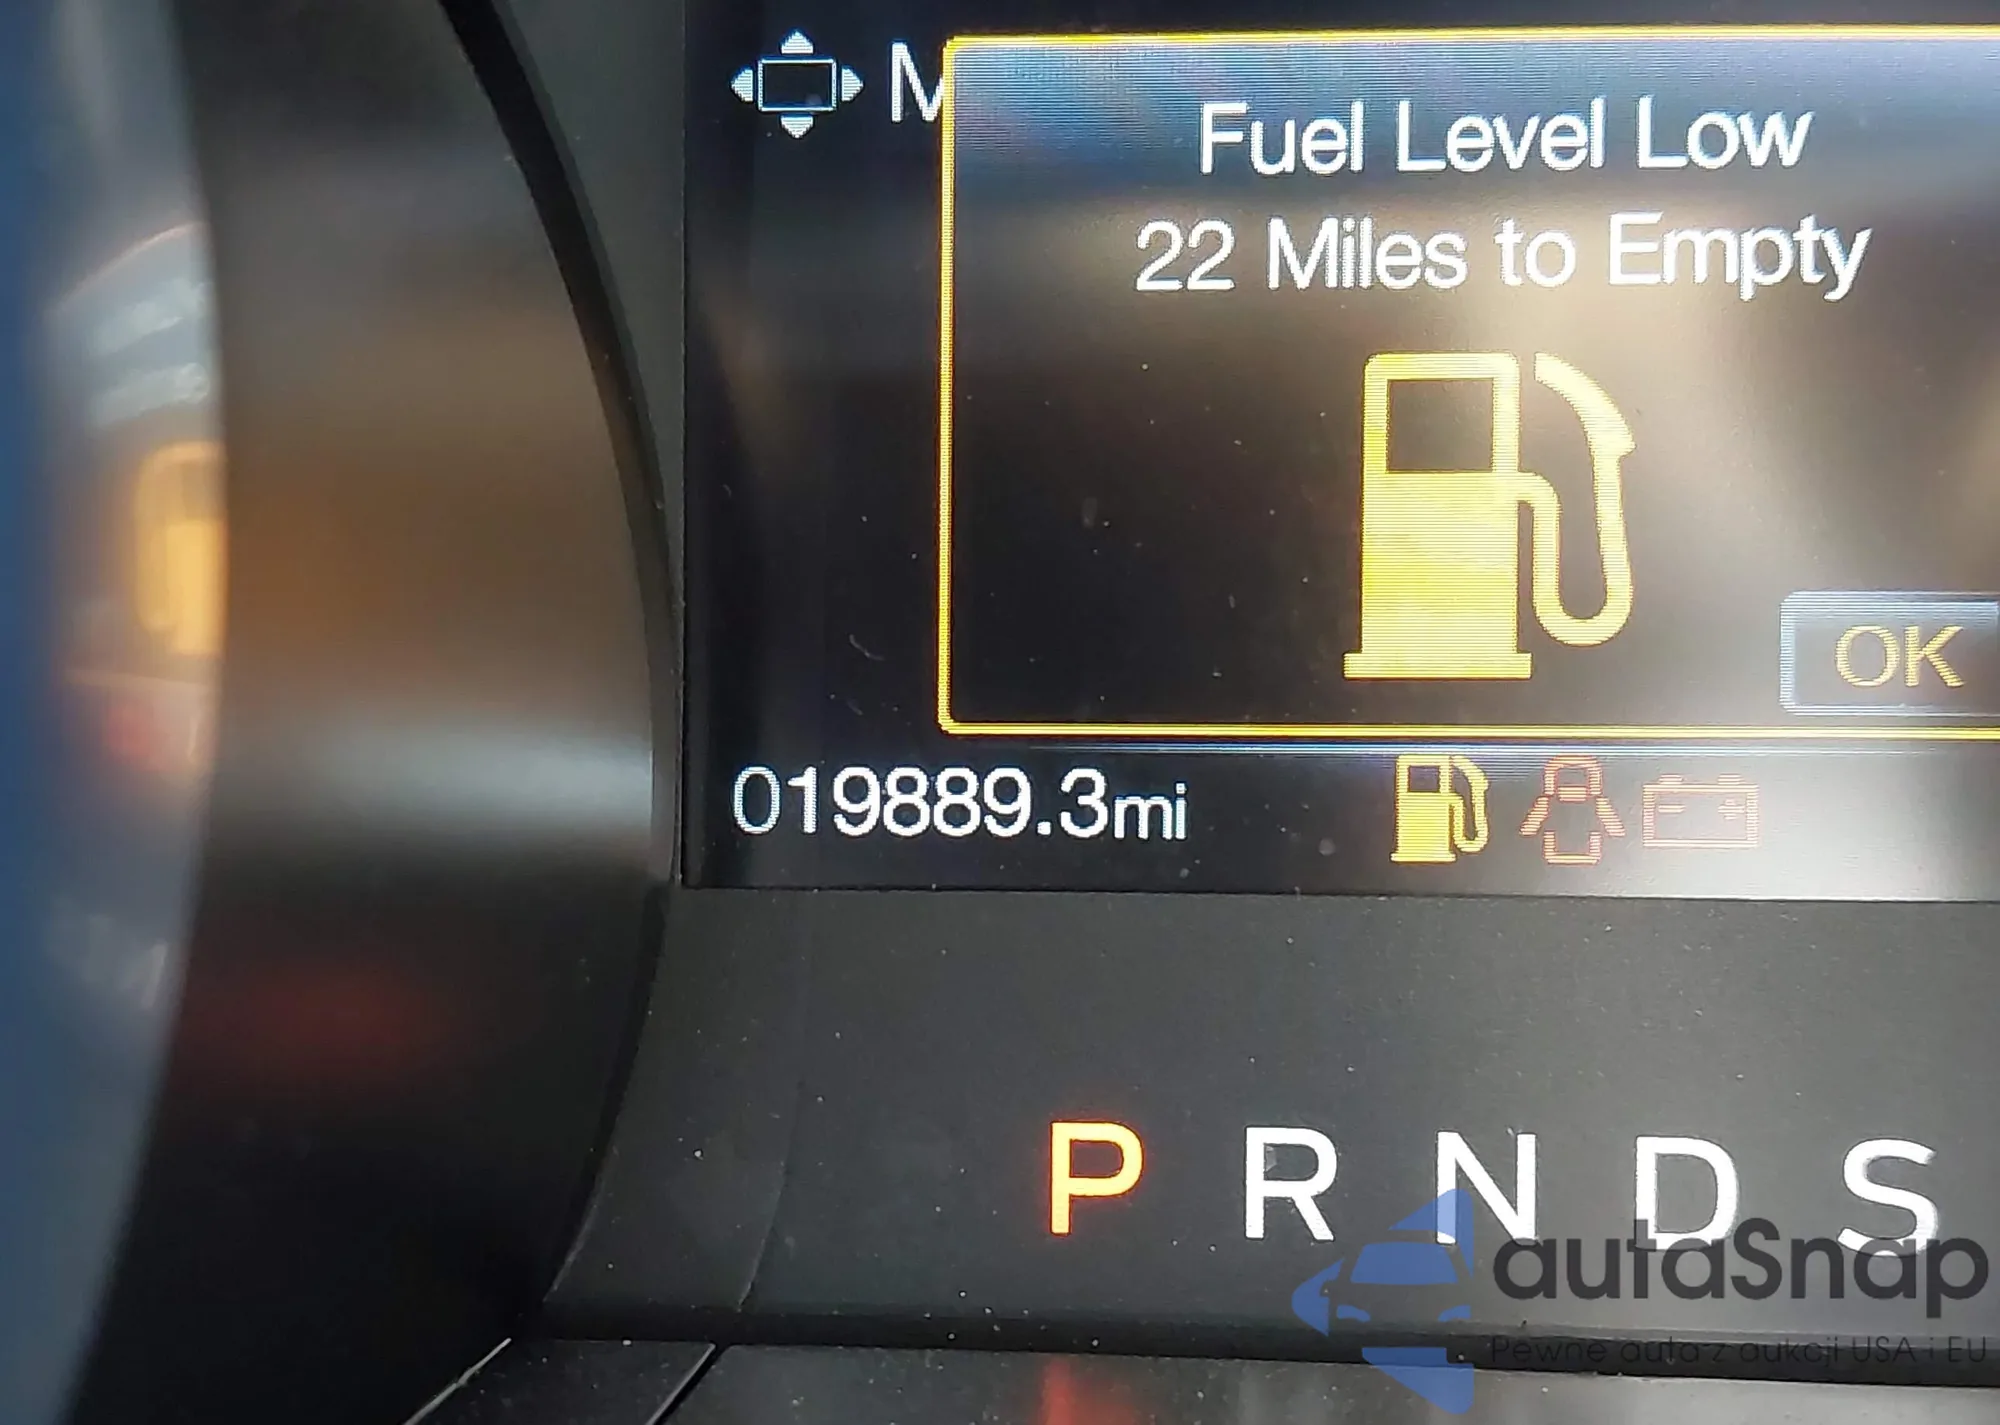 M
Fuel Level Low
22 Miles to Empty
OK
019889.3mi
P R N D S
autaSnap
Pewne auta z aukcji USA i EU